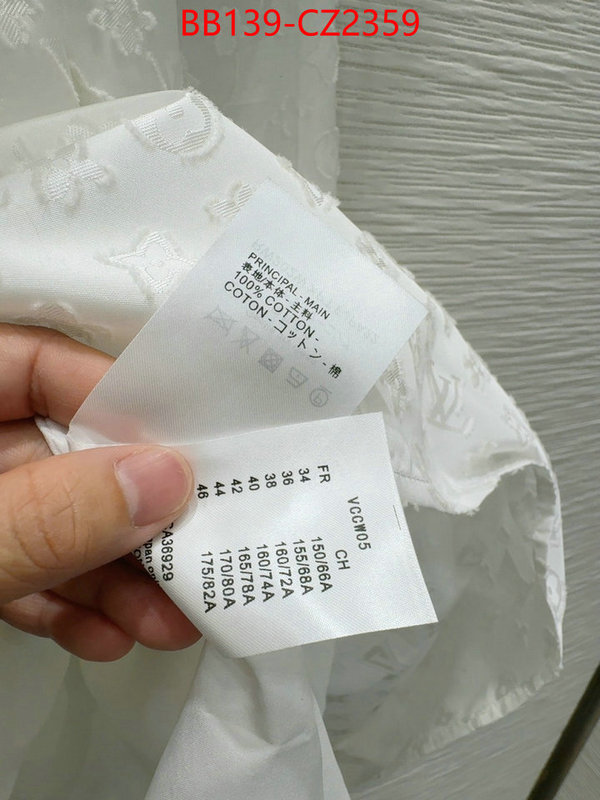 BB139-CZ2359
PRINCIPAL - MAIN
表地/本体 - 主料
100% COTTON -
COTON - コットン - 棉
VCCW05
FR CH
34 150/66A
36 155/68A
38 160/72A
40 160/74A
42 165/78A
44 170/80A
46 175/82A
CA36929